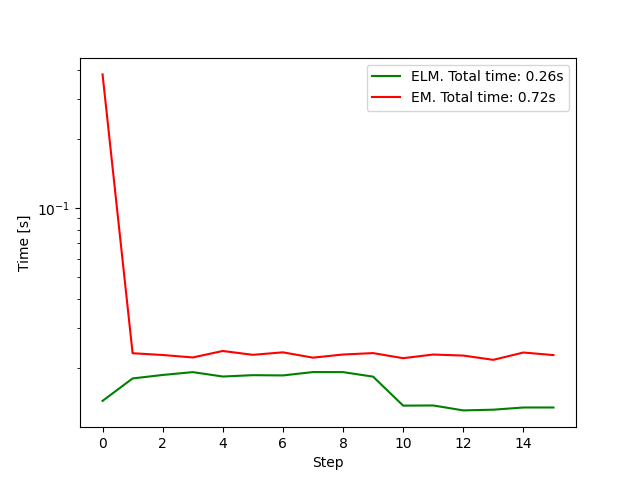 ELM. Total time: 0.26s
EM. Total time: 0.72s
10⁻¹
Time [s]
0 2 4 6 8 10 12 14
Step